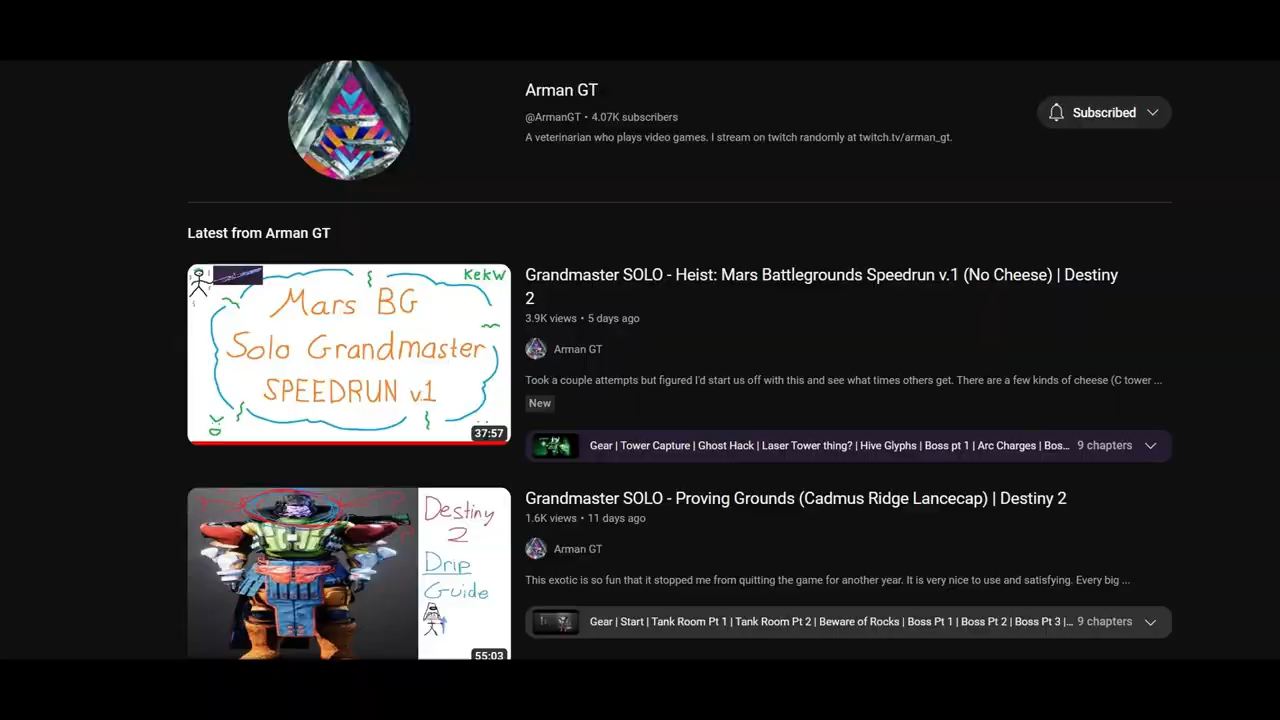 Arman GT
@ArmanGT • 4.07K subscribers
Subscribed
A veterinarian who plays video games. I stream on twitch randomly at twitch.tv/arman_gt.
Latest from Arman GT
KEKW
Mars BG
Solo Grandmaster
SPEEDRUN v.1
37:57
Grandmaster SOLO - Heist: Mars Battlegrounds Speedrun v.1 (No Cheese) | Destiny
2
3.9K views • 5 days ago
Arman GT
Took a couple attempts but figured I'd start us off with this and see what times others get. There are a few kinds of cheese (C tower ...
New
Gear | Tower Capture | Ghost Hack | Laser Tower thing? | Hive Glyphs | Boss pt 1 | Arc Charges | Bos... 9 chapters
Destiny
2
Drip
Guide
55:03
Grandmaster SOLO - Proving Grounds (Cadmus Ridge Lancecap) | Destiny 2
1.6K views • 11 days ago
Arman GT
This exotic is so fun that it stopped me from quitting the game for another year. It is very nice to use and satisfying. Every big ...
Gear | Start | Tank Room Pt 1 | Tank Room Pt 2 | Beware of Rocks | Boss Pt 1 | Boss Pt 2 | Boss Pt 3 |... 9 chapters